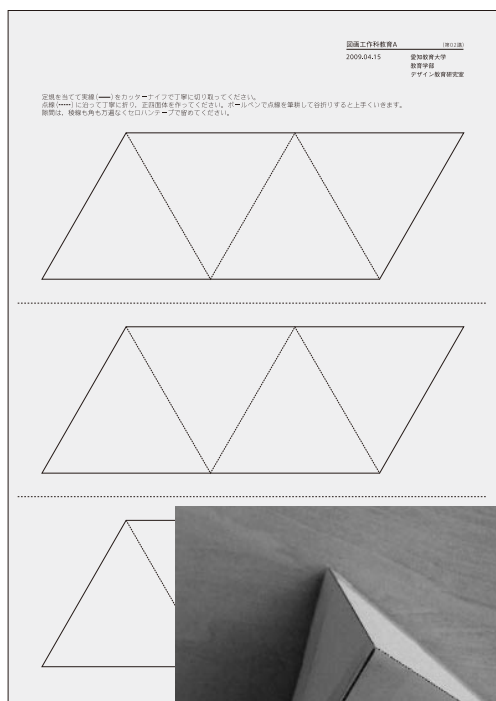 図画工作科教育A (第02講)
2009.04.15 愛知教育大学
教育学部
デザイン教育研究室
定規を当てて実線(──)をカッターナイフで丁寧に切り取ってください。
点線(-----)に沿って丁寧に折り、正四面体を作ってください。ボールペンで点線を筆耕して谷折りすると上手くいきます。
隙間は、稜線も角も万遍なくセロハンテープで留めてください。